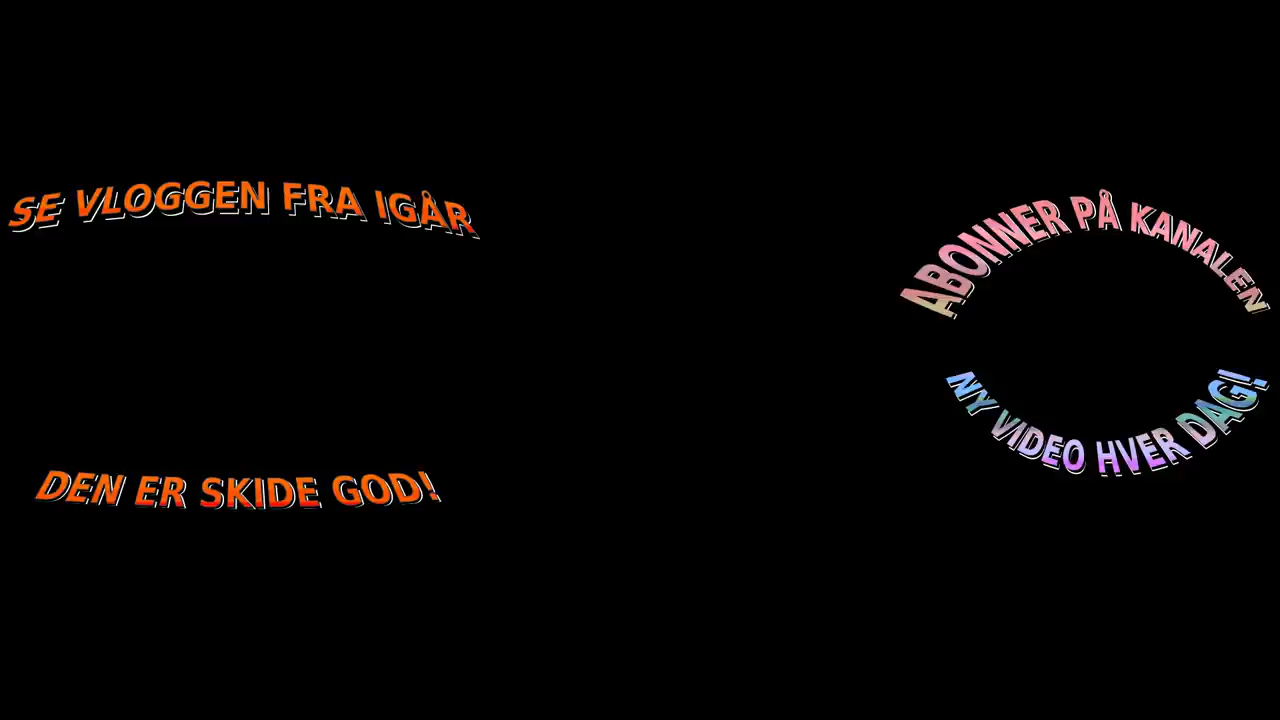 SE VLOGGEN FRA IGÅR
DEN ER SKIDE GOD!
ABONNER PÅ KANALEN
NY VIDEO HVER DAG!